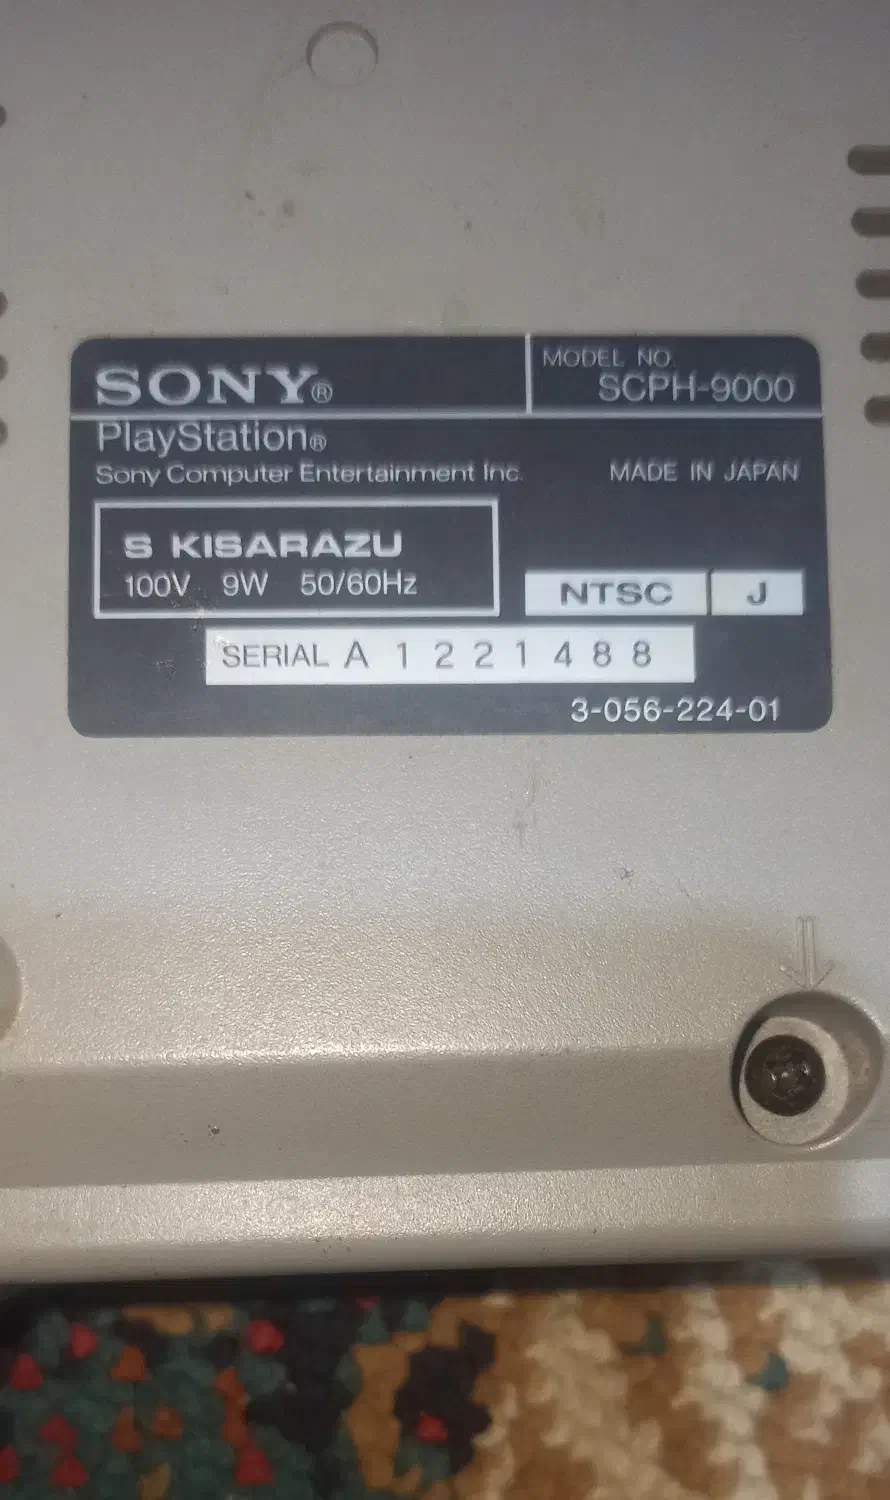 SONY®
MODEL NO.
SCPH-9000
PlayStation®
Sony Computer Entertainment Inc.
MADE IN JAPAN
S KISARAZU
100V 9W 50/60Hz
NTSC J
SERIAL A 1 2 2 1 4 8 8
3-056-224-01